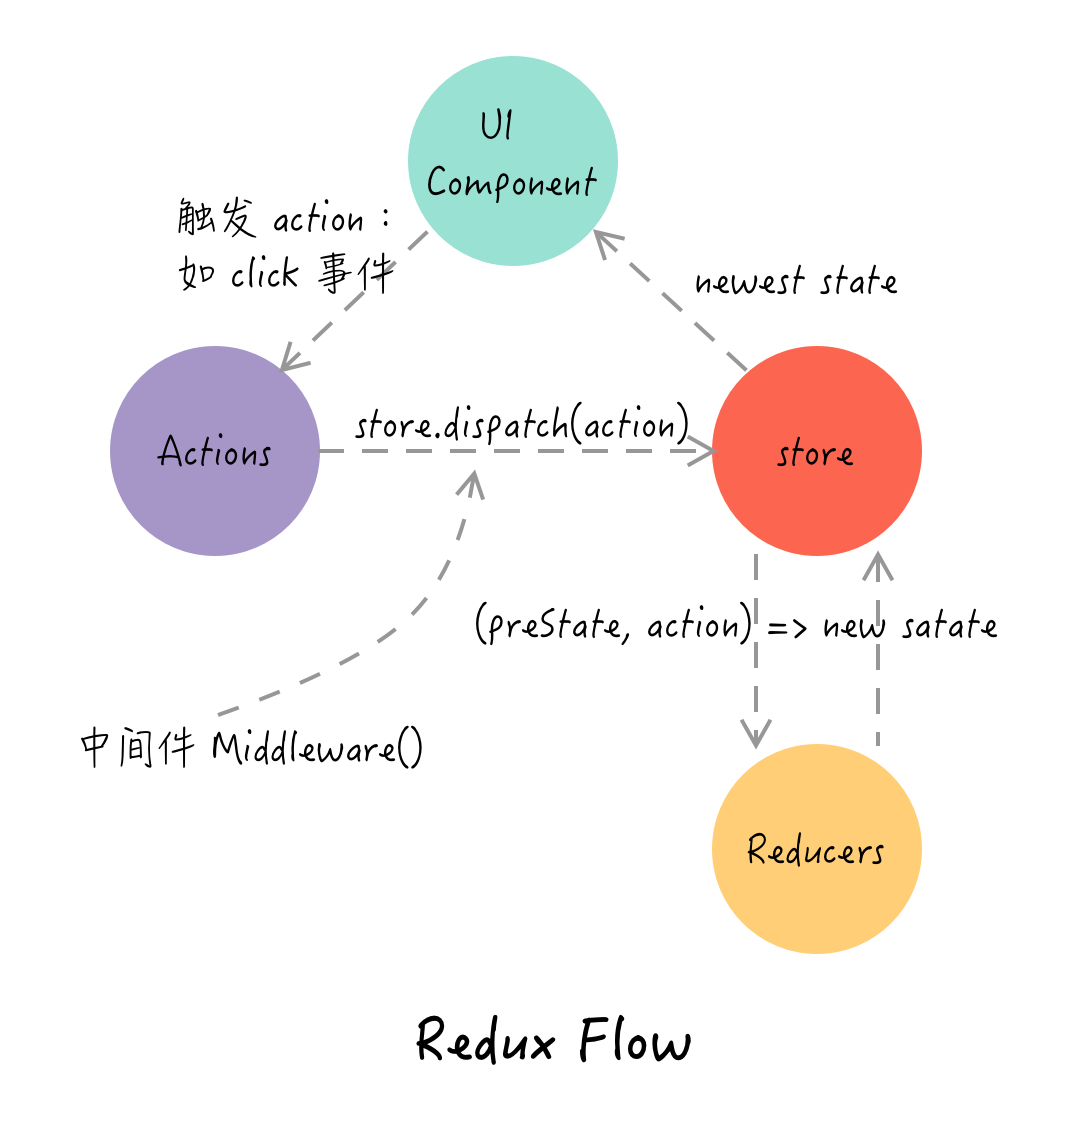 UI
Component
触发 action：
如 click 事件
newest state
store.dispatch(action)
Actions
store
(preState, action) => new satate
中间件 Middleware()
Reducers
Redux Flow